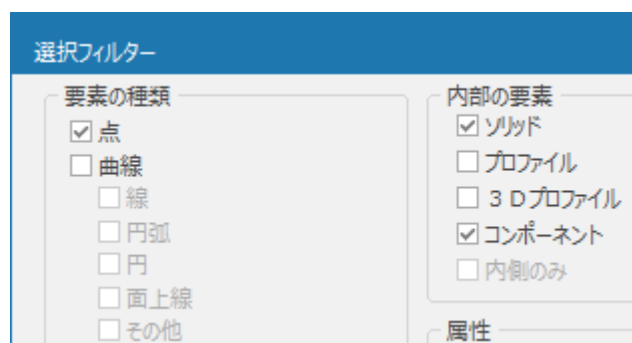 選択フィルター
要素の種類
点
曲線
線
円弧
円
面上線
その他
内部の要素
ソリッド
プロファイル
3Dプロファイル
コンポーネント
内側のみ
属性